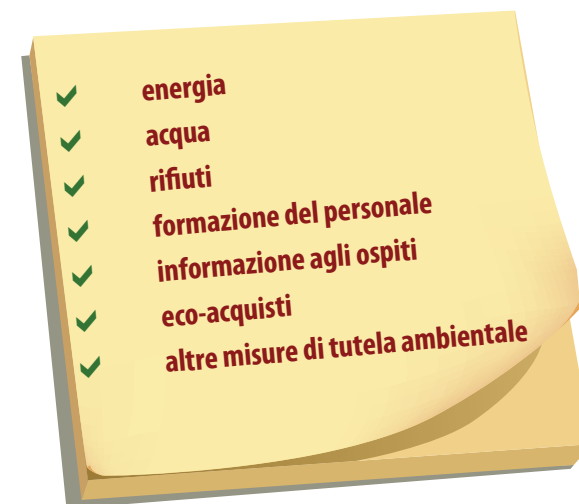 energia
acqua
rifiuti
formazione del personale
informazione agli ospiti
eco-acquisti
altre misure di tutela ambientale